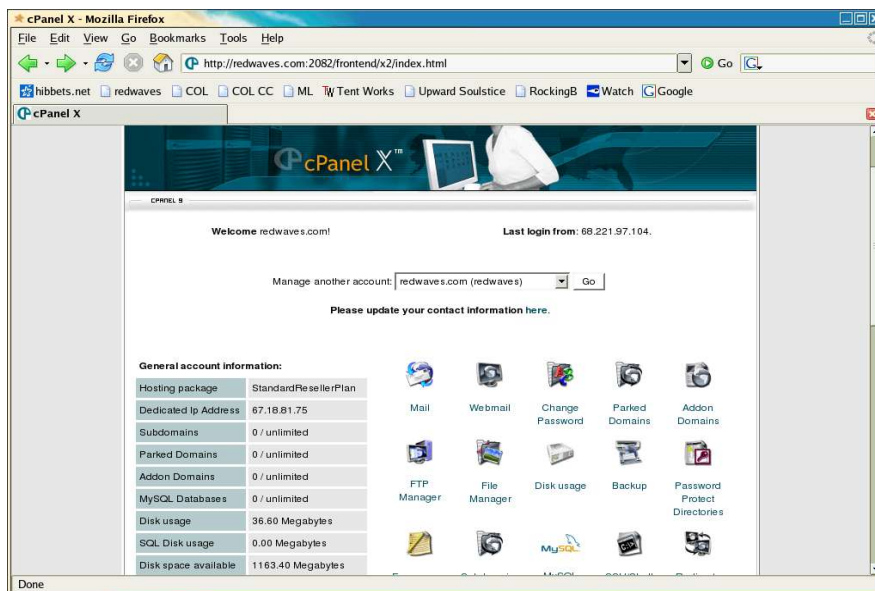 cPanel X - Mozilla Firefox
File Edit View Go Bookmarks Tools Help
http://redwaves.com:2082/frontend/x2/index.html Go G
hibbets.net redwaves COL COL CC ML TW Tent Works Upward Soulstice RockingB Watch G Google
cPanel X
cPanel X™
CPANEL 9
Welcome redwaves.com! Last login from: 68.221.97.104.
Manage another account: redwaves.com (redwaves) Go
Please update your contact information here.
General account information:
Hosting package StandardResellerPlan
Dedicated Ip Address 67.18.81.75
Subdomains 0 / unlimited
Parked Domains 0 / unlimited
Addon Domains 0 / unlimited
MySQL Databases 0 / unlimited
Disk usage 36.60 Megabytes
SQL Disk usage 0.00 Megabytes
Disk space available 1163.40 Megabytes
Mail Webmail Change Parked Addon
Password Domains Domains
FTP File Disk usage Backup Password
Manager Manager Protect
Directories
MySQL
Done